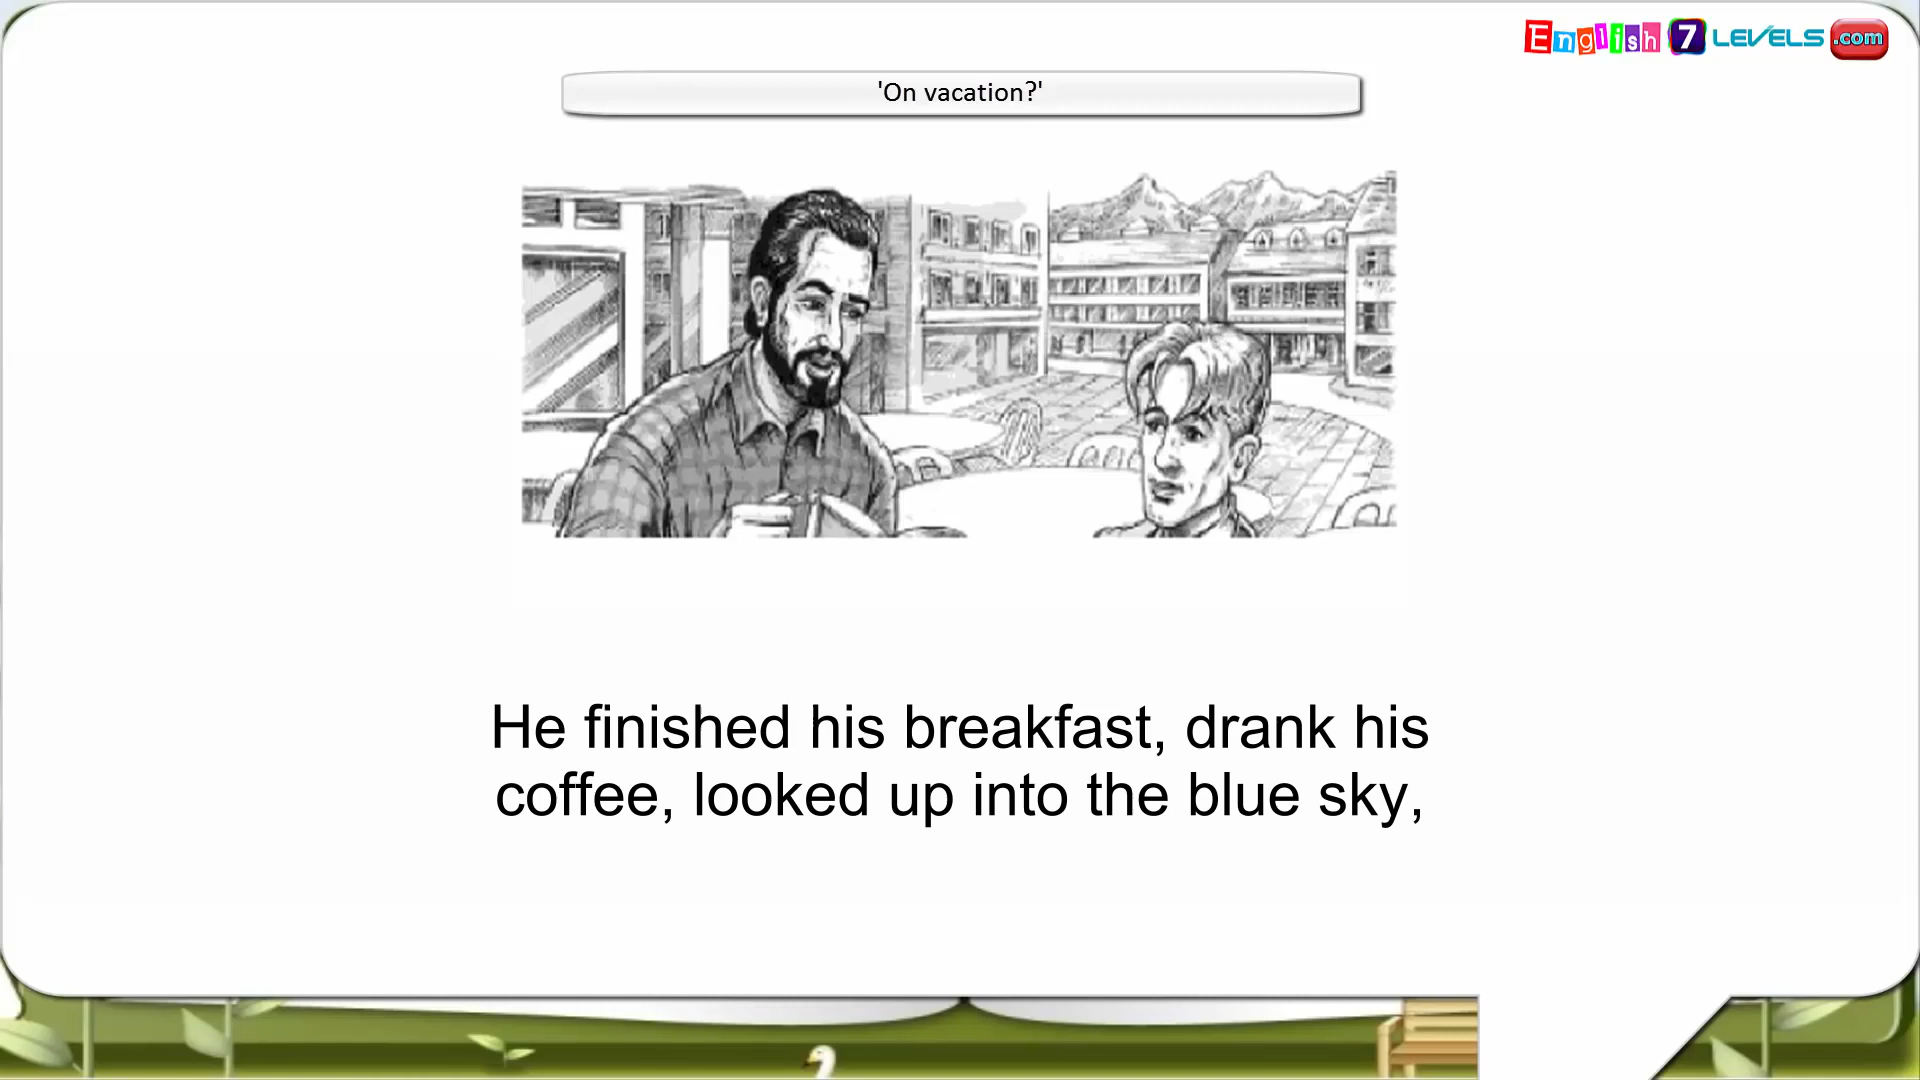 English 7 LEVELS .com
'On vacation?'
He finished his breakfast, drank his
coffee, looked up into the blue sky,